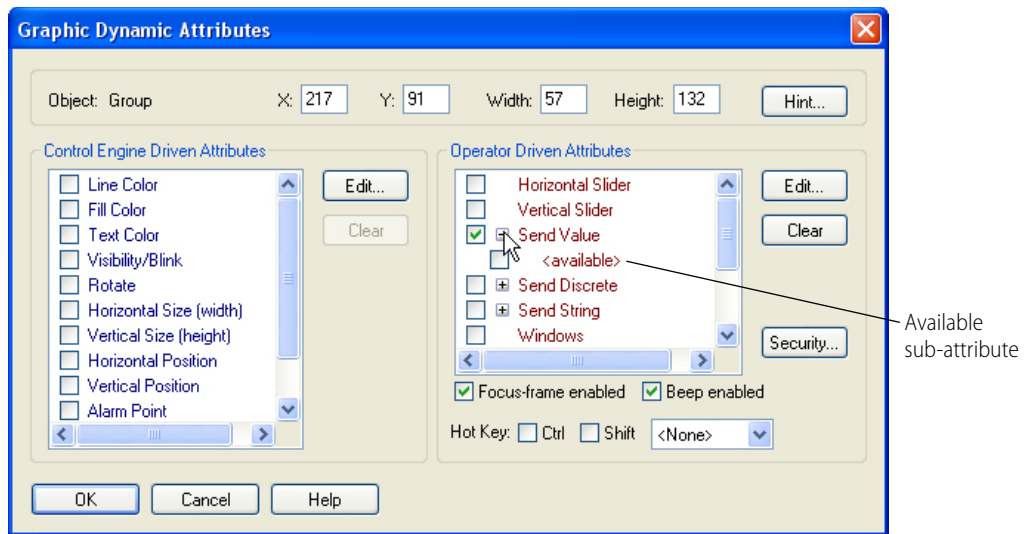 Graphic Dynamic Attributes
Object: Group X: 217 Y: 91 Width: 57 Height: 132 Hint...
Control Engine Driven Attributes
Line Color
Fill Color
Text Color
Visibility/Blink
Rotate
Horizontal Size (width)
Vertical Size (height)
Horizontal Position
Vertical Position
Alarm Point
Edit...
Clear
Operator Driven Attributes
Horizontal Slider
Vertical Slider
Send Value
<available>
Send Discrete
Send String
Windows
Edit...
Clear
Security...
Focus-frame enabled Beep enabled
Hot Key: Ctrl Shift <None>
Available
sub-attribute
OK Cancel Help